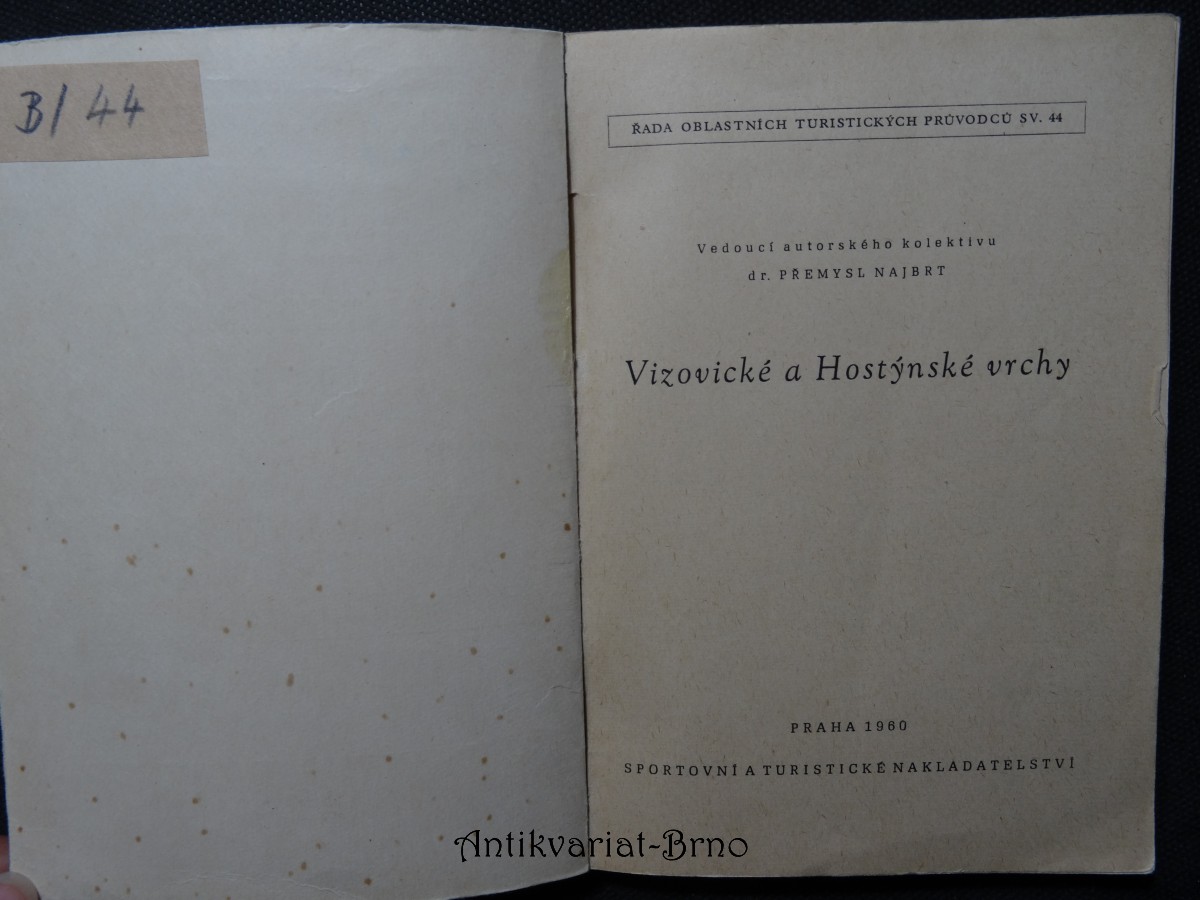 B/ 44
ŘADA OBLASTNÍCH TURISTICKÝCH PRŮVODCŮ SV. 44
Vedoucí autorského kolektivu
dr. PŘEMYSL NAJBRT
Vizovické a Hostýnské vrchy
PRAHA 1960
SPORTOVNÍ A TURISTICKÉ NAKLADATELSTVÍ
Antikvariat-Brno